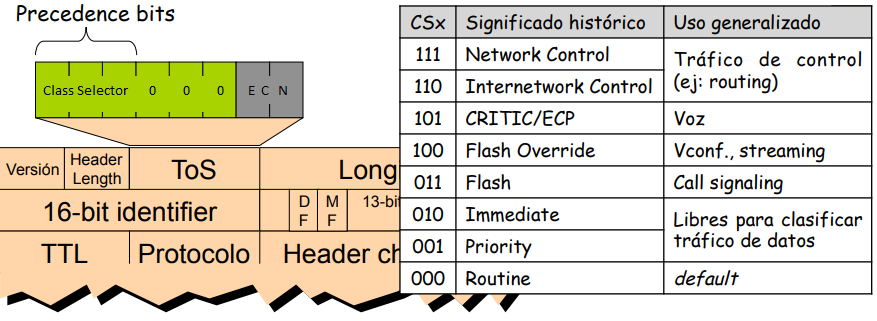 Precedence bits
Class Selector 0 0 0 E C N
Versión Header Length ToS Long
16-bit identifier D F M F 13-bit
TTL Protocolo Header ch
CSx Significado histórico Uso generalizado
111 Network Control Tráfico de control (ej: routing)
110 Internetwork Control
101 CRITIC/ECP Voz
100 Flash Override Vconf., streaming
011 Flash Call signaling
010 Immediate Libres para clasificar tráfico de datos
001 Priority
000 Routine default